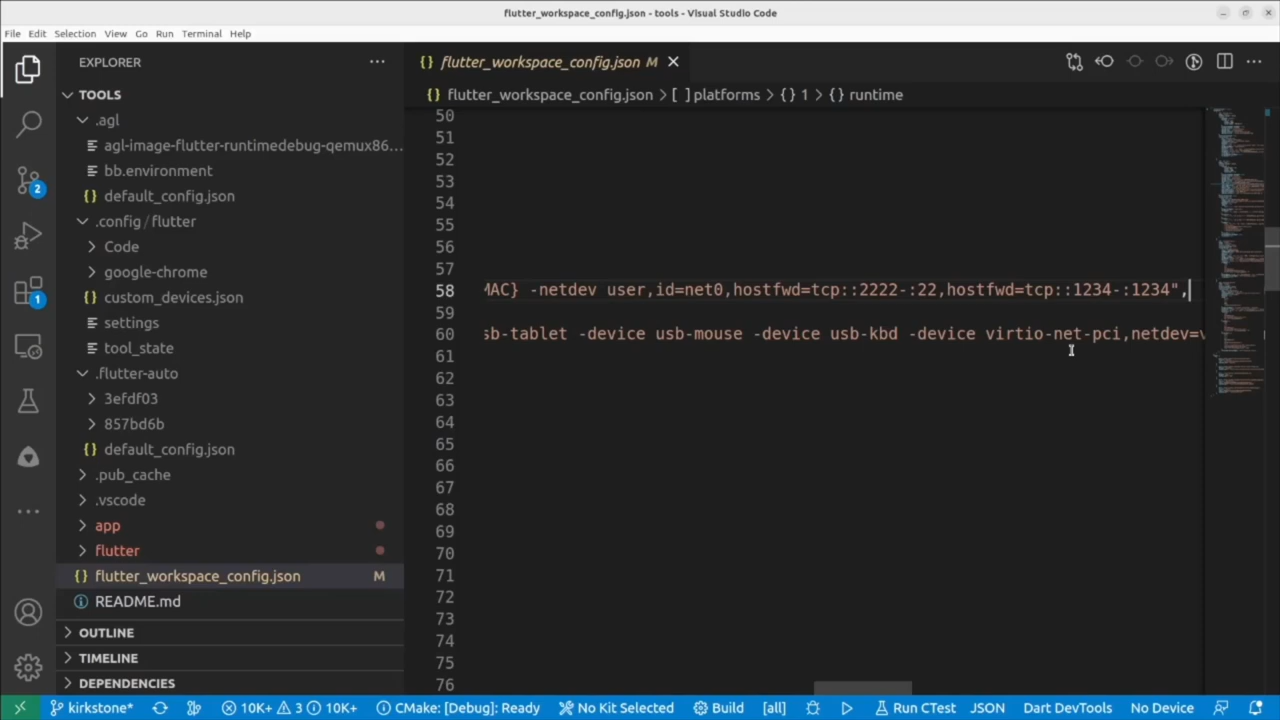 flutter_workspace_config.json - tools - Visual Studio Code
File Edit Selection View Go Run Terminal Help
EXPLORER
flutter_workspace_config.json M
TOOLS
flutter_workspace_config.json > [ ] platforms > {} 1 > {} runtime
.agl
agl-image-flutter-runtimedebug-qemux86...
bb.environment
default_config.json
.config / flutter
Code
google-chrome
custom_devices.json
settings
tool_state
.flutter-auto
3efdf03
857bd6b
default_config.json
.pub_cache
.vscode
app
flutter
flutter_workspace_config.json M
README.md
OUTLINE
TIMELINE
DEPENDENCIES
2
1
50
51
52
53
54
55
56
57
58 MAC} -netdev user,id=net0,hostfwd=tcp::2222-:22,hostfwd=tcp::1234-:1234",
59
60 sb-tablet -device usb-mouse -device usb-kbd -device virtio-net-pci,netdev=v
61
62
63
64
65
66
67
68
69
70
71
72
73
74
75
76
kirkstone* 10K+ 3 10K+ CMake: [Debug]: Ready No Kit Selected Build [all] Run CTest JSON Dart DevTools No Device